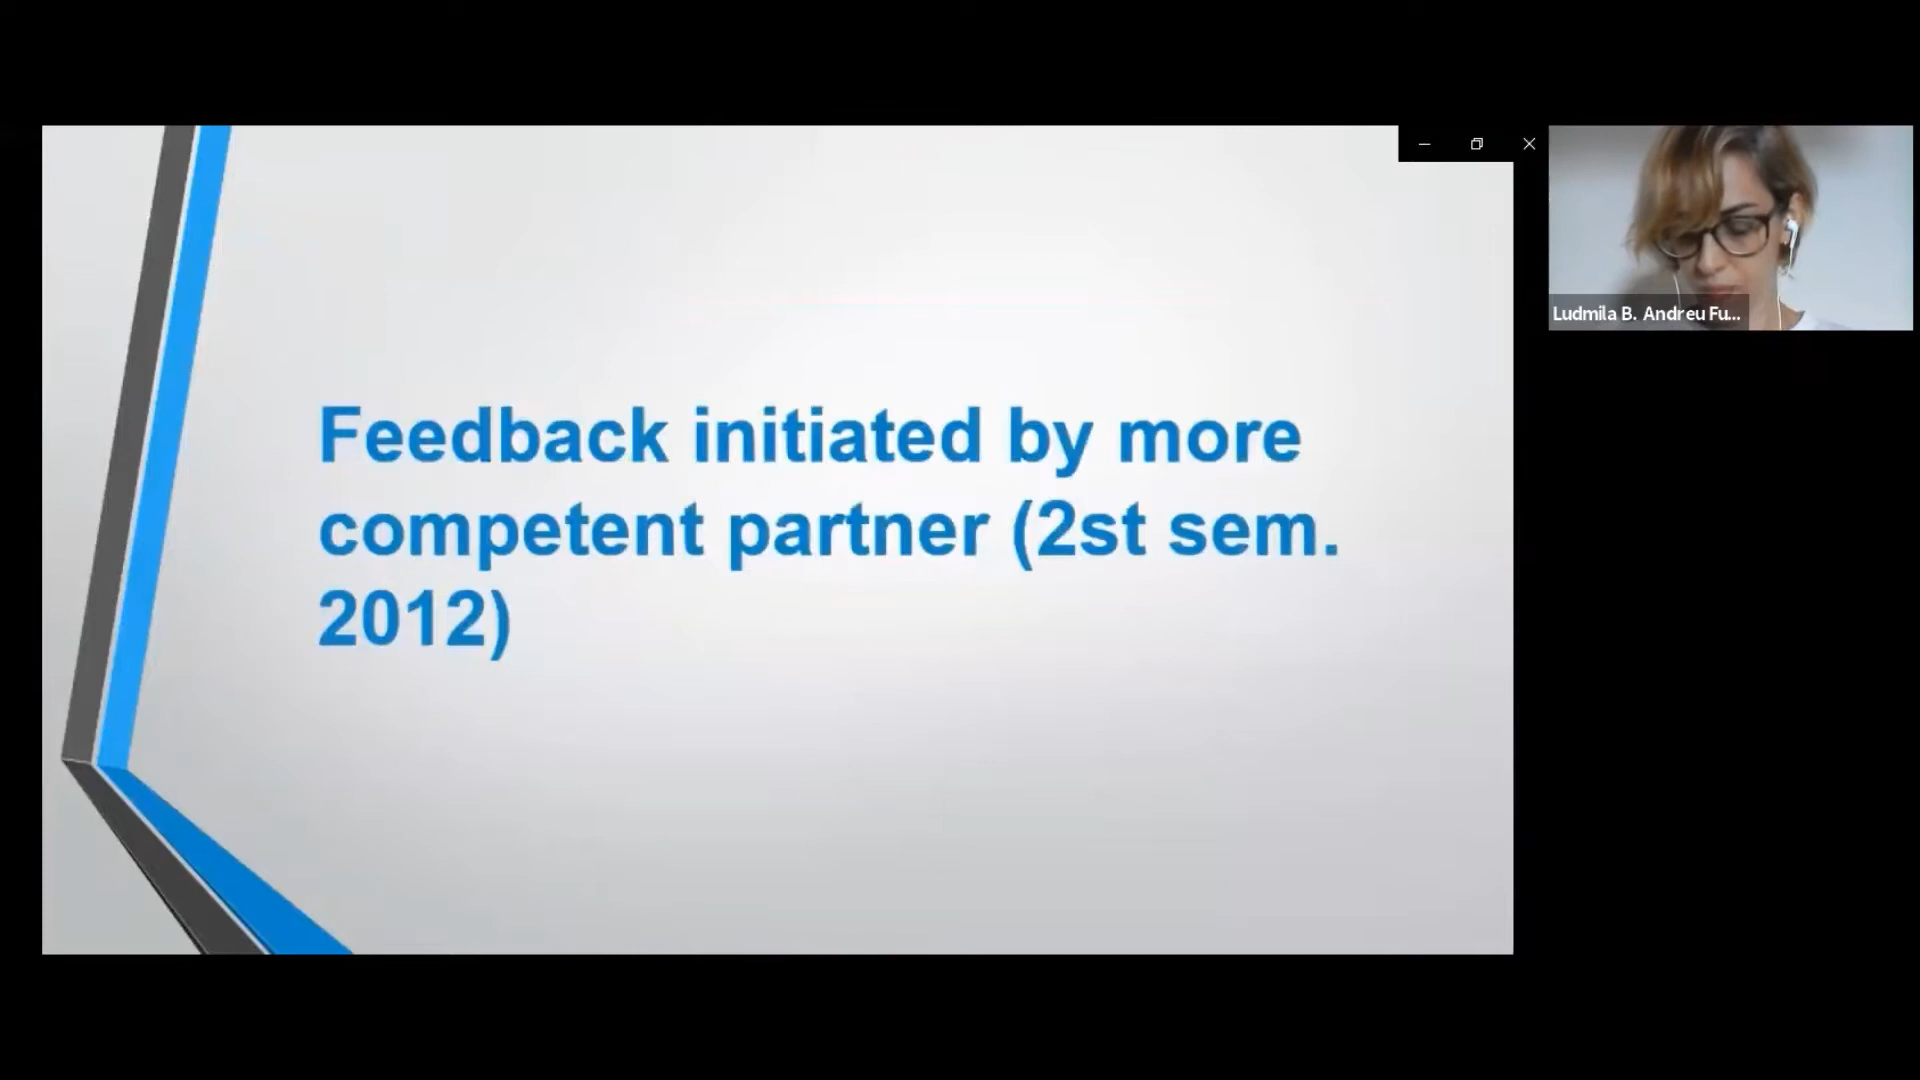 Feedback initiated by more
competent partner (2st sem.
2012)
Ludmila B. Andreu Fu...